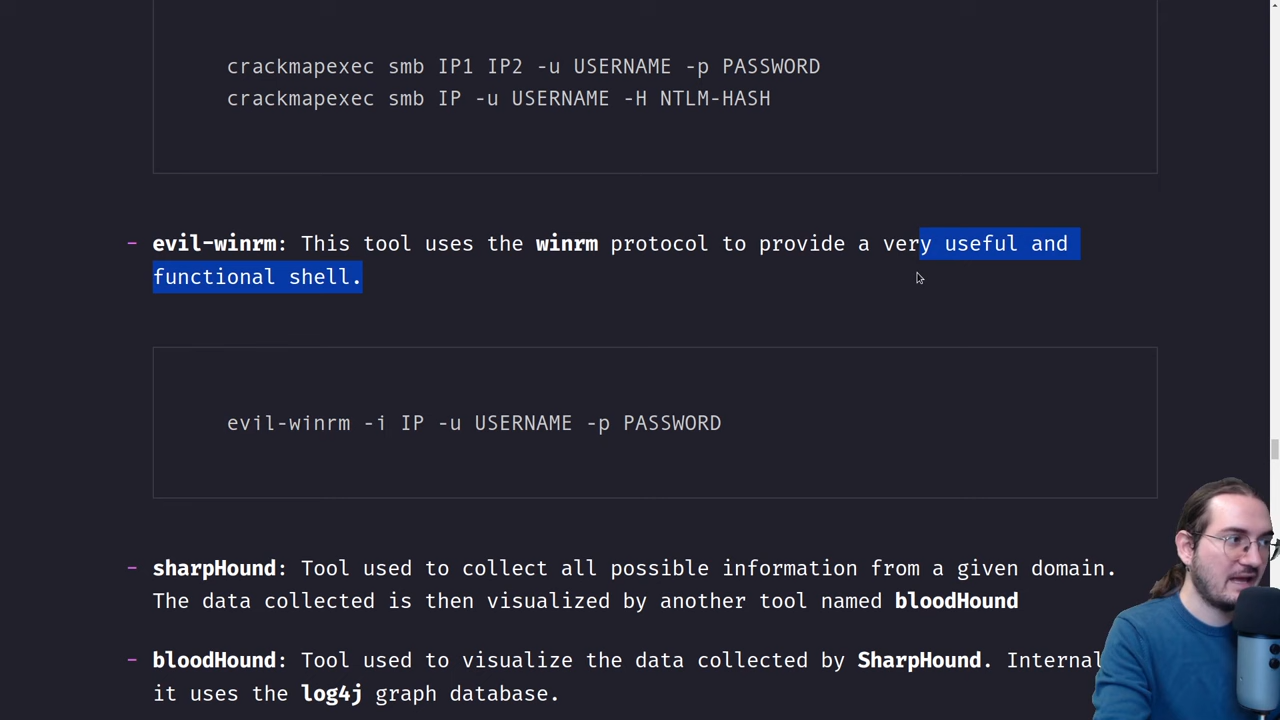 crackmapexec smb IP1 IP2 -u USERNAME -p PASSWORD
crackmapexec smb IP -u USERNAME -H NTLM-HASH
- evil-winrm: This tool uses the winrm protocol to provide a very useful and
functional shell.
evil-winrm -i IP -u USERNAME -p PASSWORD
- sharpHound: Tool used to collect all possible information from a given domain.
The data collected is then visualized by another tool named bloodHound
- bloodHound: Tool used to visualize the data collected by SharpHound. Internal
it uses the log4j graph database.